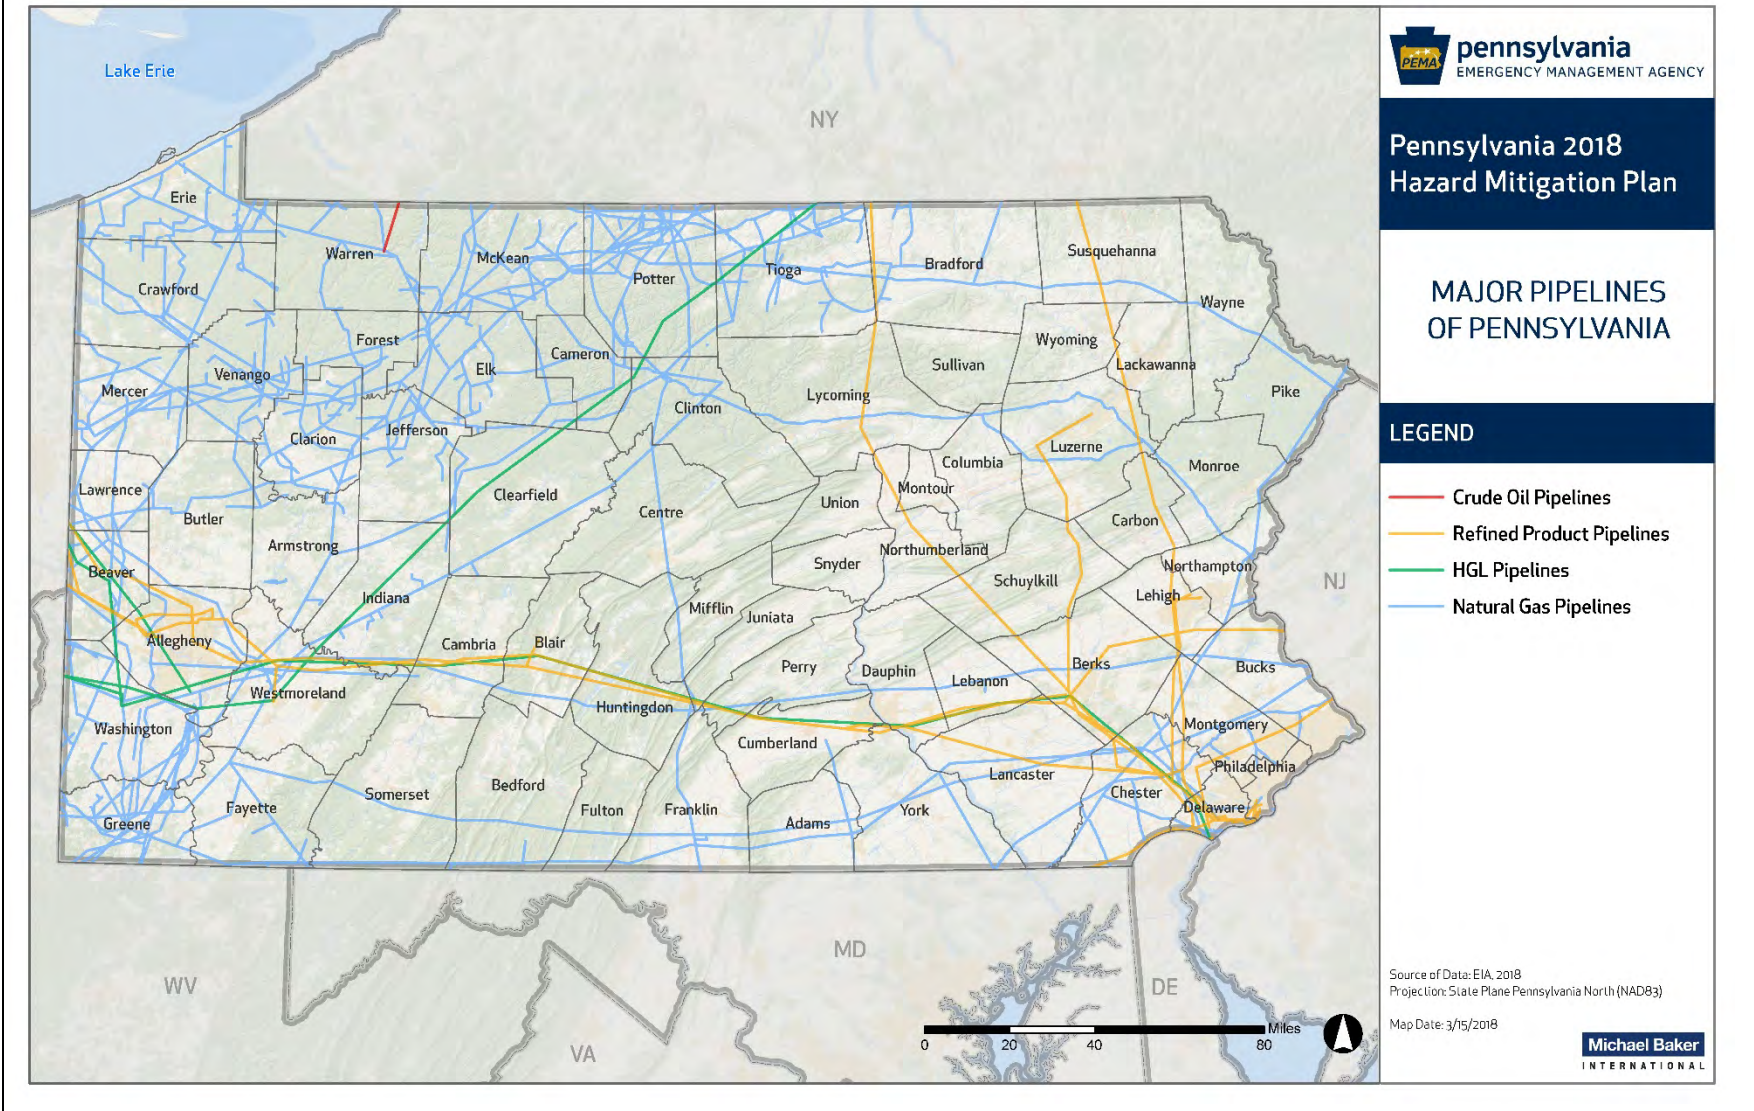 Lake Erie
NY
Erie
Warren
McKean
Potter
Tioga
Bradford
Susquehanna
Crawford
Wayne
Forest
Cameron
Elk
Venango
Wyoming
Sullivan
Lackawanna
Mercer
Lycoming
Pike
Clinton
Jefferson
Clarion
Luzerne
Columbia
Monroe
Lawrence
Clearfield
Montour
Union
Centre
Butler
Carbon
Armstrong
Northumberland
Snyder
Northampton
Beaver
Schuylkill
NJ
Indiana
Lehigh
Mifflin
Juniata
Allegheny
Cambria
Blair
Perry
Dauphin
Berks
Bucks
Lebanon
Westmoreland
Huntingdon
Washington
Montgomery
Cumberland
Philadelphia
Lancaster
Bedford
Chester
Somerset
Fayette
Fulton
Franklin
York
Delaware
Greene
Adams
MD
WV
DE
VA
Miles
0 20 40 80
PEMA
pennsylvania
EMERGENCY MANAGEMENT AGENCY
Pennsylvania 2018
Hazard Mitigation Plan
MAJOR PIPELINES
OF PENNSYLVANIA
LEGEND
Crude Oil Pipelines
Refined Product Pipelines
HGL Pipelines
Natural Gas Pipelines
Source of Data: EIA, 2018
Projection: State Plane Pennsylvania North (NAD83)
Map Date: 3/15/2018
Michael Baker
INTERNATIONAL